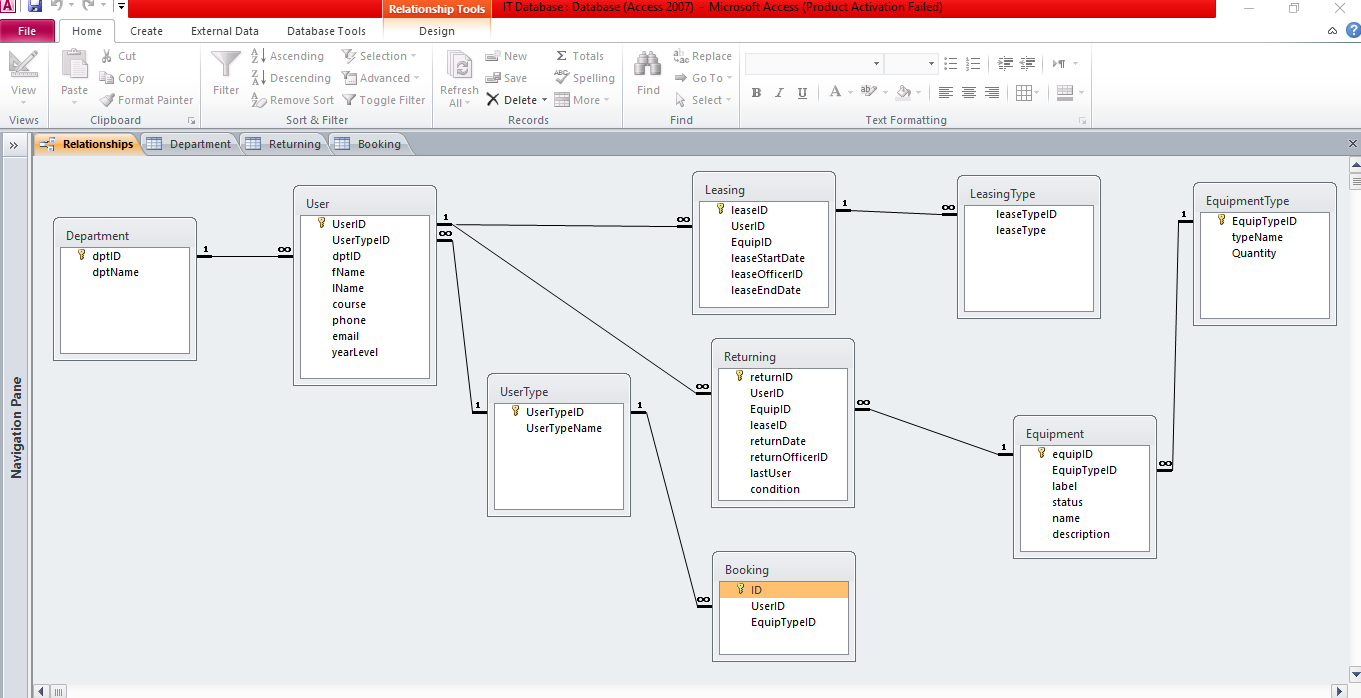 A
Relationship Tools
IT Database : Database (Access 2007) - Microsoft Access (Product Activation Failed)
File Home Create External Data Database Tools Design
View
Views
Paste
Cut
Copy
Format Painter
Clipboard
Filter
Ascending
Descending
Remove Sort
Selection
Advanced
Toggle Filter
Sort & Filter
Refresh
All
New
Save
Delete
Totals
Spelling
More
Records
Find
Replace
Go To
Select
Find
B I U A ab
Text Formatting
»
Relationships Department Returning Booking
Navigation Pane
Department
dptID
dptName
1 ∞
User
UserID
UserTypeID
dptID
fName
lName
course
phone
email
yearLevel
1 ∞
∞
UserType
UserTypeID
UserTypeName
1 1
Leasing
leaseID
UserID
EquipID
leaseStartDate
leaseOfficerID
leaseEndDate
1 ∞
LeasingType
leaseTypeID
leaseType
EquipmentType
EquipTypeID
typeName
Quantity
1
Returning
returnID
UserID
EquipID
leaseID
returnDate
returnOfficerID
lastUser
condition
∞ ∞
Equipment
equipID
EquipTypeID
label
status
name
description
1 ∞
Booking
ID
UserID
EquipTypeID
∞